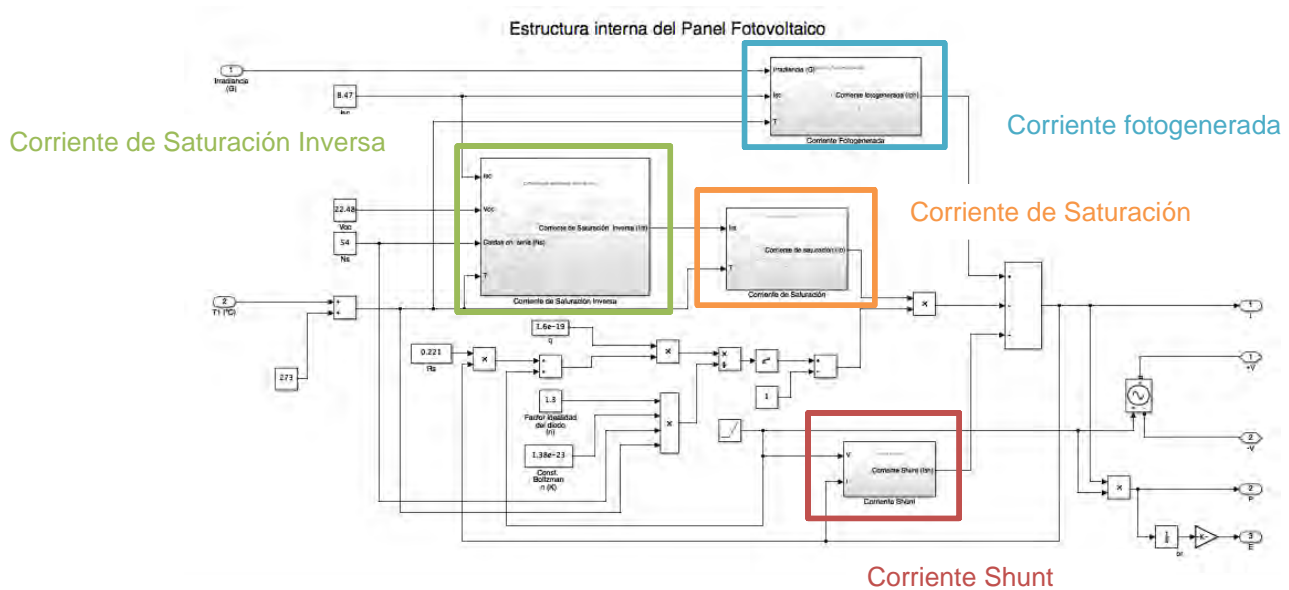 Estructura interna del Panel Fotovoltaico
1
Irradiancia
(G)
8.47
Isc
Irradiancia (G)
Isc
T
Corriente fotogenerada (Iph)
Corriente Fotogenerada
Corriente fotogenerada
Corriente de Saturación Inversa
Isc
Voc
Celdas en serie (Ns)
T
Corriente de Saturación Inversa (Irs)
Corriente de Saturación Inversa
22.48
Voc
54
Ns
Corriente de Saturación
Irs
T
Corriente de saturación (Io)
Corriente de Saturación
2
T1 (ºC)
273
1.6e-19
q
0.221
Rs
1.3
Factor idealidad
del diodo
(n)
1.38e-23
Const.
Boltzman
n (K)
1
V
I
Corriente Shunt (Ish)
Corriente Shunt
Corriente Shunt
1
I
1
+V
2
-V
2
P
K-
3
E